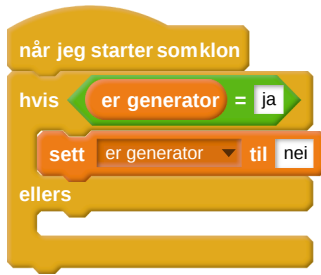 når jeg starter som klon
hvis er generator = ja
sett er generator til nei
ellers